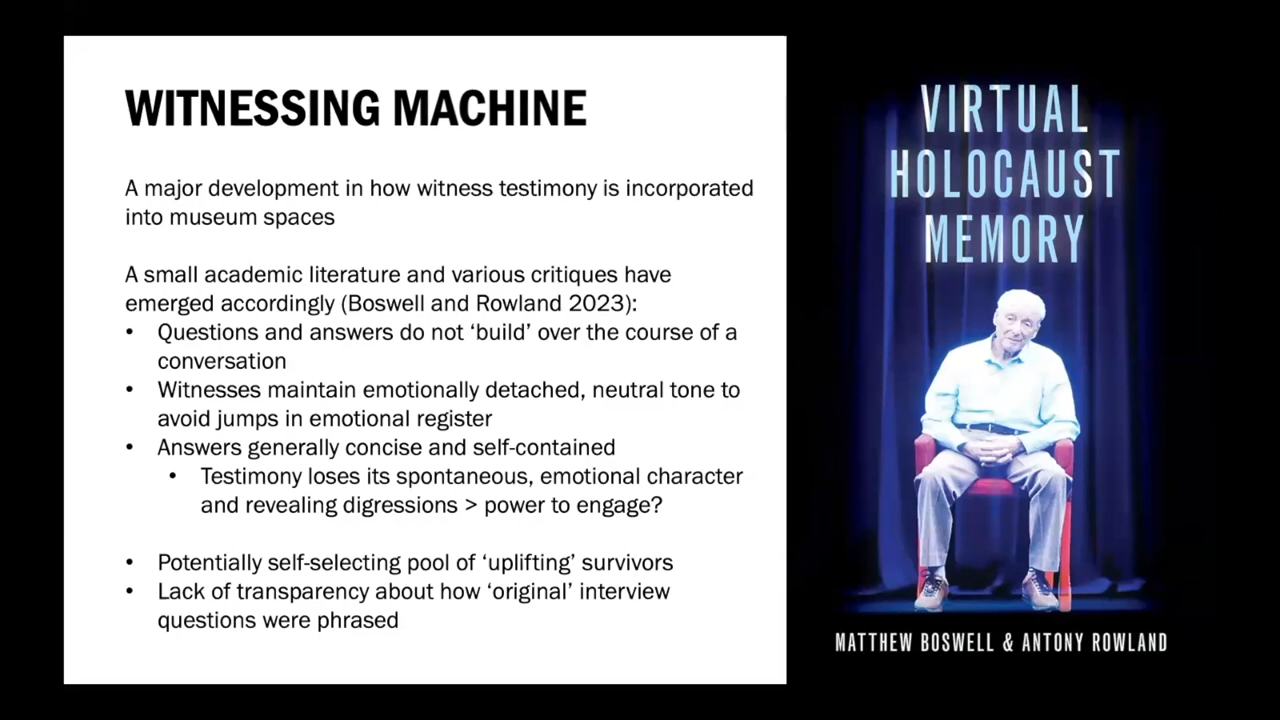 WITNESSING MACHINE
A major development in how witness testimony is incorporated
into museum spaces
A small academic literature and various critiques have
emerged accordingly (Boswell and Rowland 2023):
• Questions and answers do not ‘build’ over the course of a
conversation
• Witnesses maintain emotionally detached, neutral tone to
avoid jumps in emotional register
• Answers generally concise and self-contained
• Testimony loses its spontaneous, emotional character
and revealing digressions > power to engage?
• Potentially self-selecting pool of ‘uplifting’ survivors
• Lack of transparency about how ‘original’ interview
questions were phrased
VIRTUAL
HOLOCAUST
MEMORY
MATTHEW BOSWELL & ANTONY ROWLAND